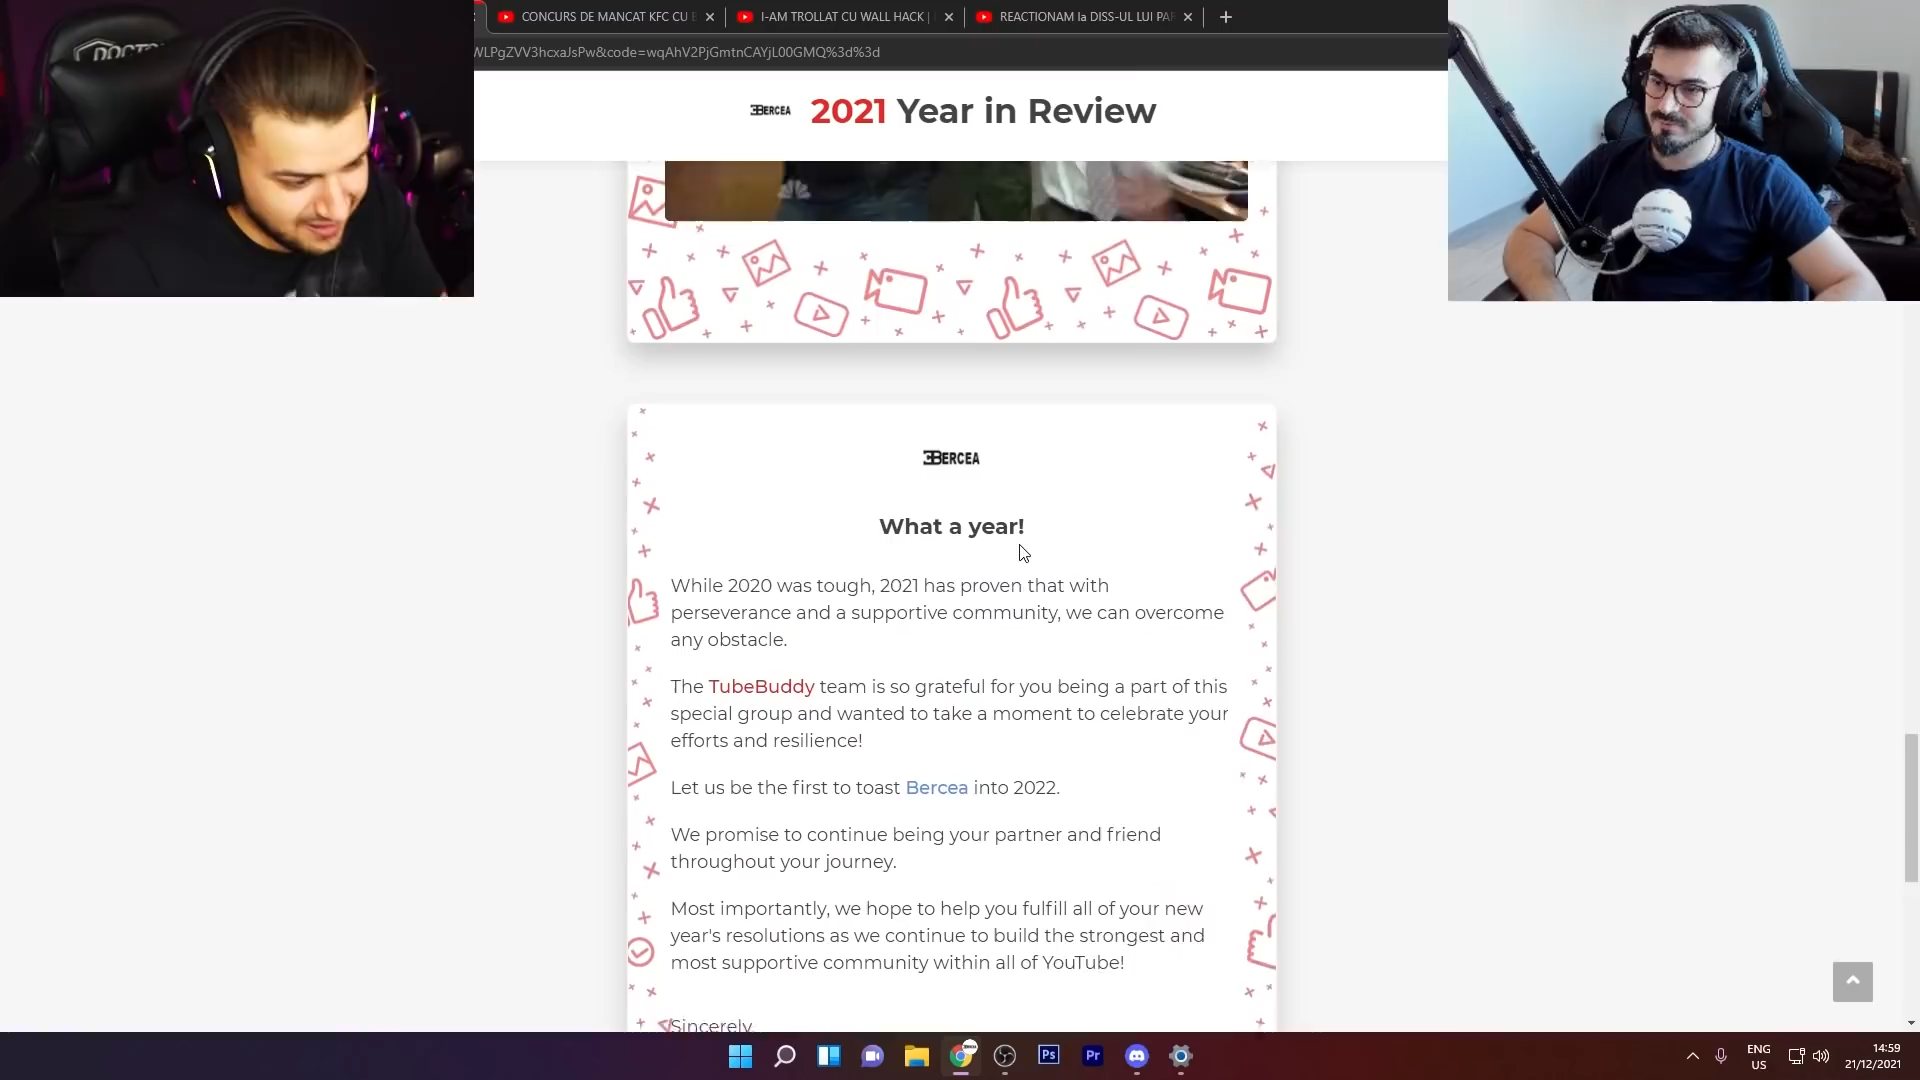 CONCURS DE MANCAT KFC CU
I-AM TROLLAT CU WALL HACK |
REACTIONAM la DISS-UL LUI PAR
WLPgZVV3hcxaJsPw&code=wqAhV2PjGmtnCAYjL00GMQ%3d%3d
BERCEA 2021 Year in Review
BERCEA
What a year!
While 2020 was tough, 2021 has proven that with
perseverance and a supportive community, we can overcome
any obstacle.
The TubeBuddy team is so grateful for you being a part of this
special group and wanted to take a moment to celebrate your
efforts and resilience!
Let us be the first to toast Bercea into 2022.
We promise to continue being your partner and friend
throughout your journey.
Most importantly, we hope to help you fulfill all of your new
year's resolutions as we continue to build the strongest and
most supportive community within all of YouTube!
Sincerely,
Ps
Pr
ENG
US
14:59
21/12/2021